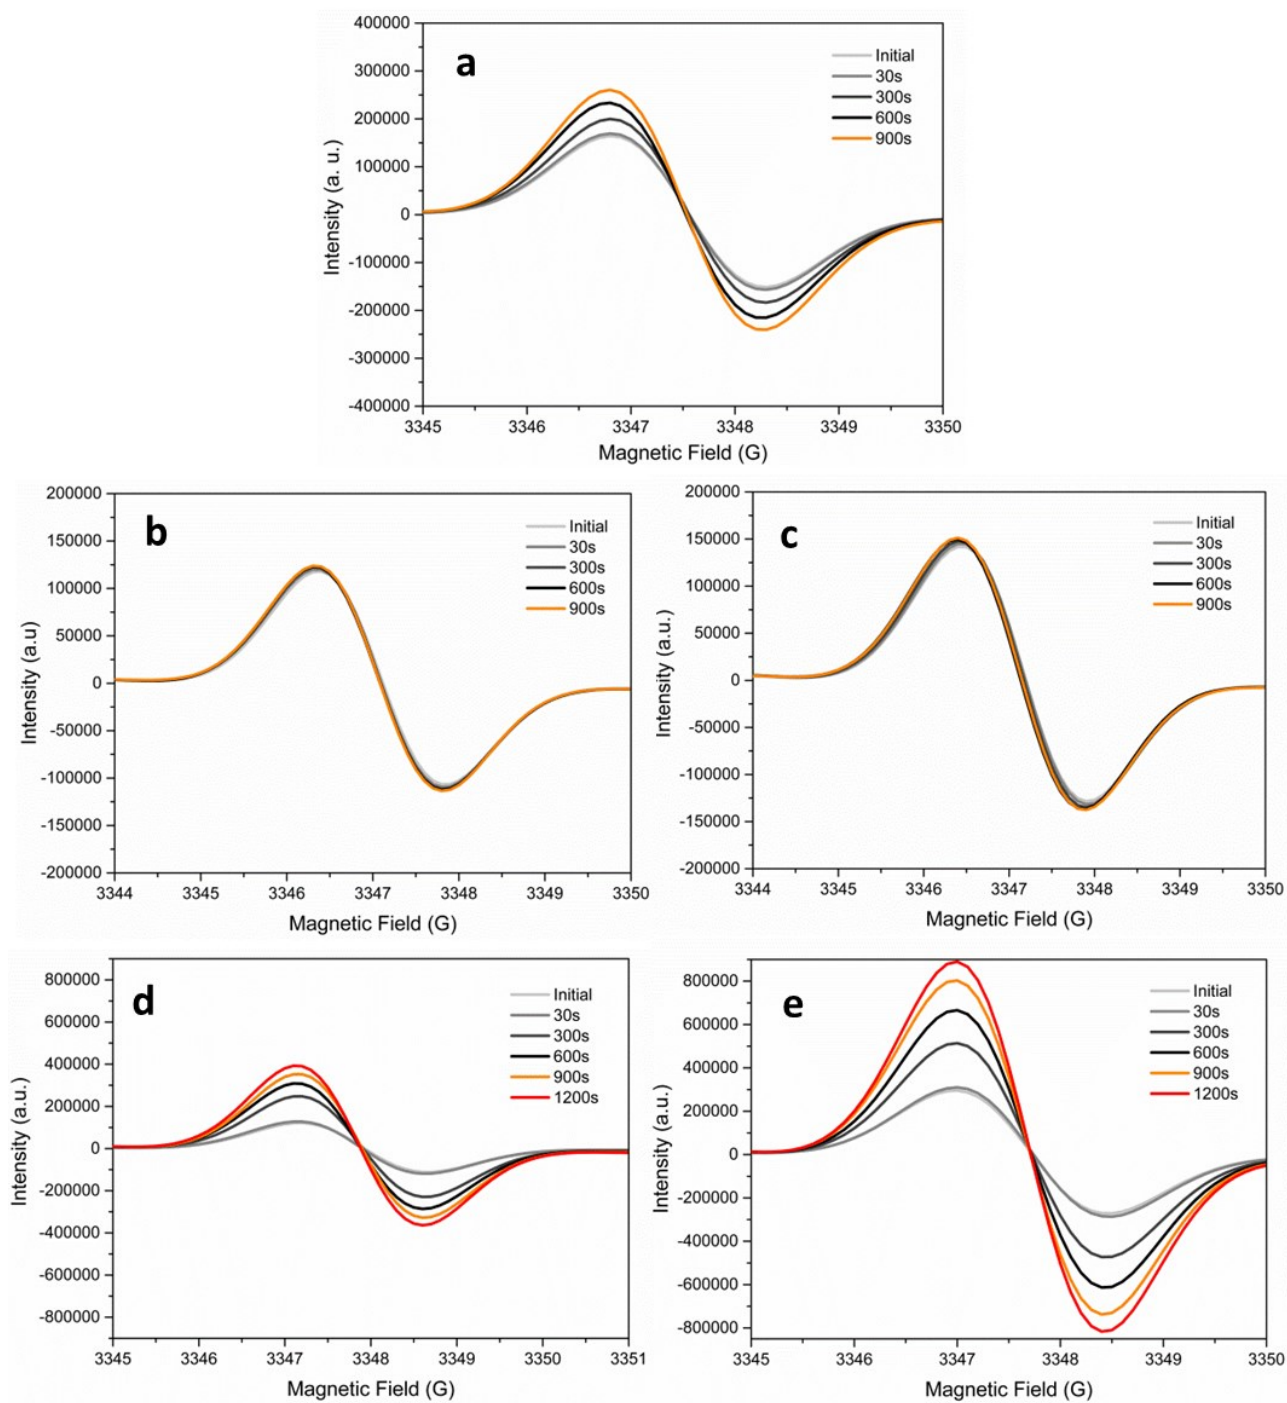 a
Initial
30s
300s
600s
900s
400000
300000
200000
100000
0
-100000
-200000
-300000
-400000
Intensity (a. u.)
3345 3346 3347 3348 3349 3350
Magnetic Field (G)
b
Initial
30s
300s
600s
900s
200000
150000
100000
50000
0
-50000
-100000
-150000
-200000
Intensity (a.u)
3344 3345 3346 3347 3348 3349 3350
Magnetic Field (G)
c
Initial
30s
300s
600s
900s
200000
150000
100000
50000
0
-50000
-100000
-150000
-200000
Intensity (a.u.)
3344 3345 3346 3347 3348 3349 3350
Magnetic Field (G)
d
Initial
30s
300s
600s
900s
1200s
800000
600000
400000
200000
0
-200000
-400000
-600000
-800000
Intensity (a.u.)
3345 3346 3347 3348 3349 3350 3351
Magnetic Field (G)
e
Initial
30s
300s
600s
900s
1200s
800000
600000
400000
200000
0
-200000
-400000
-600000
-800000
Intensity (a.u.)
3345 3346 3347 3348 3349 3350
Magnetic Field (G)